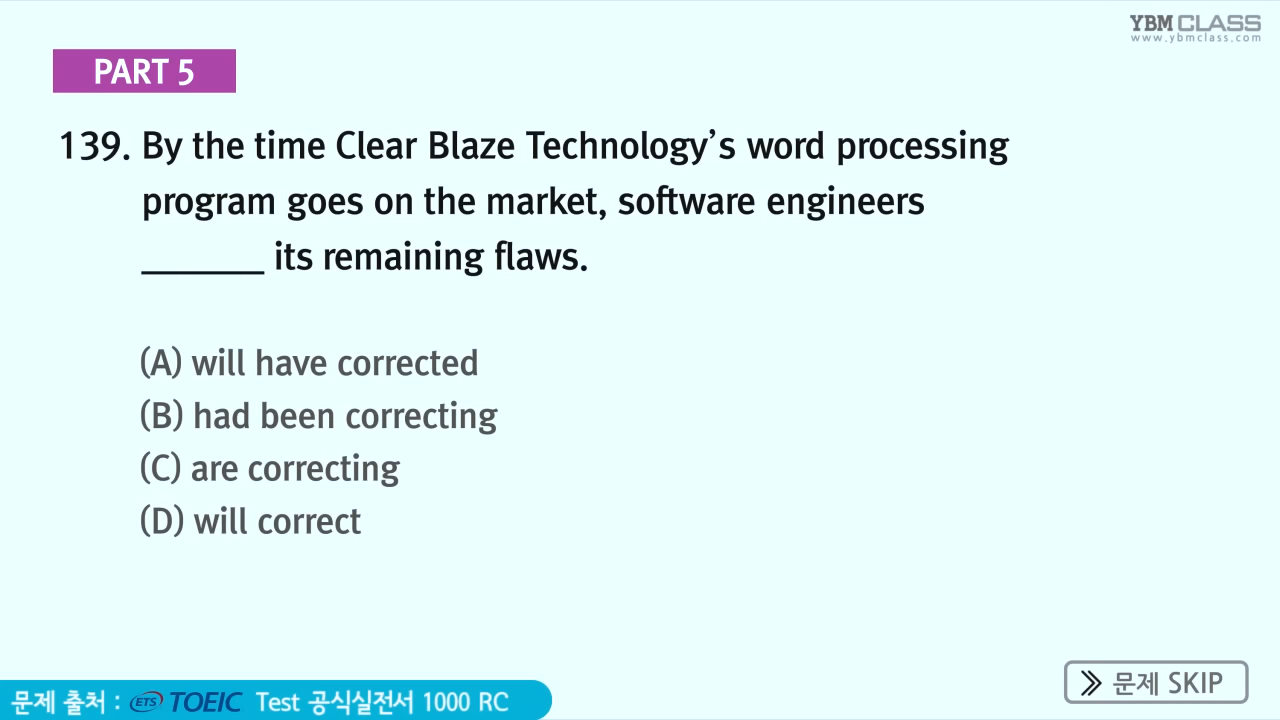 YBM CLASS
www.ybmclass.com
PART 5
139. By the time Clear Blaze Technology’s word processing
program goes on the market, software engineers
______ its remaining flaws.
(A) will have corrected
(B) had been correcting
(C) are correcting
(D) will correct
문제 SKIP
문제 출처 : ETS TOEIC Test 공식실전서 1000 RC